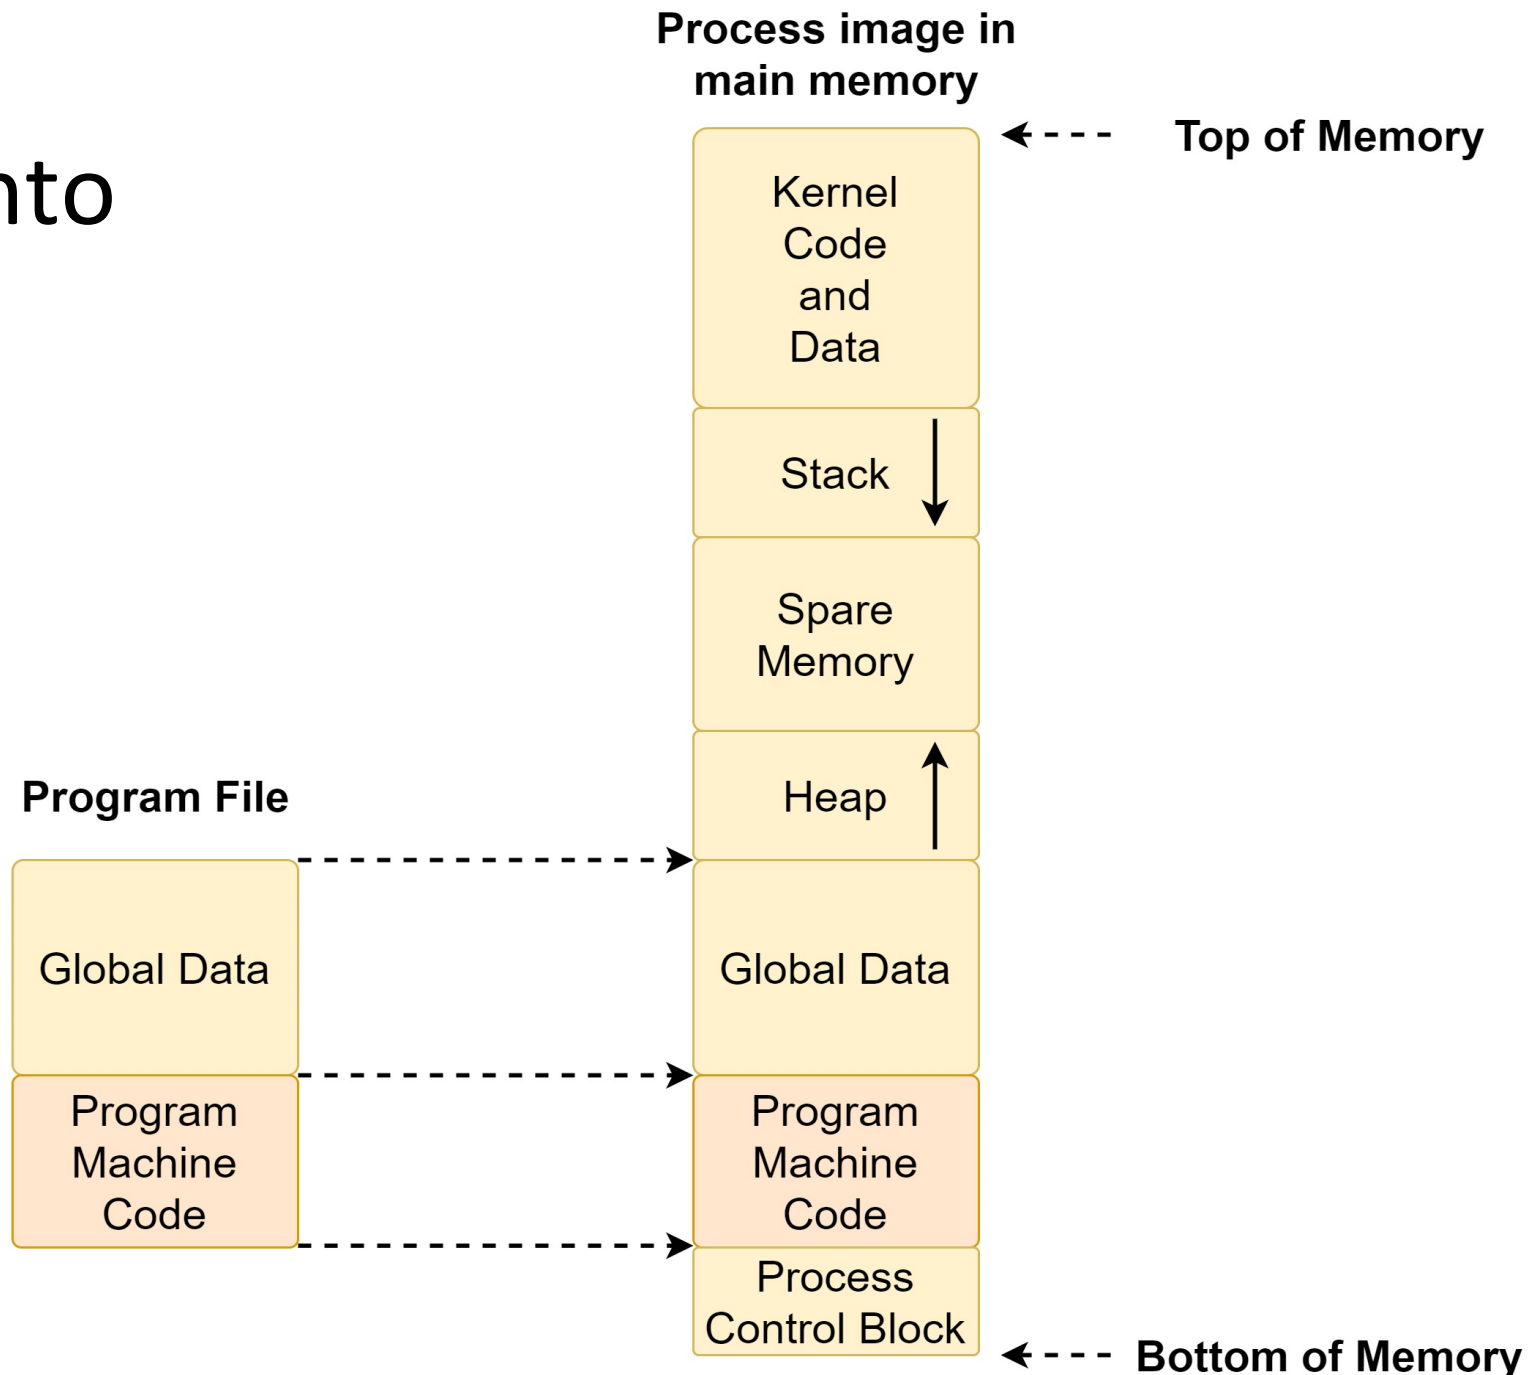 Process image in
main memory
Top of Memory
nto
Kernel
Code
and
Data
Stack
Spare
Memory
Program File
Heap
Global Data
Global Data
Program
Machine
Code
Program
Machine
Code
Process
Control Block
Bottom of Memory